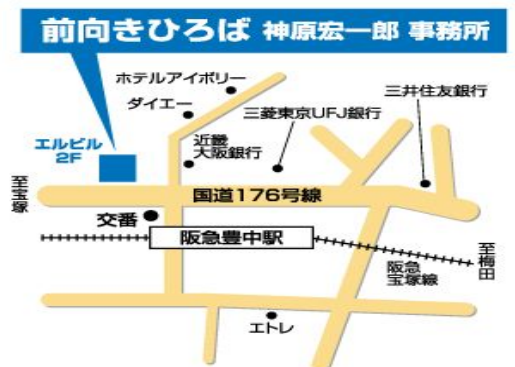 前向きひろば 神原宏一郎 事務所
ホテルアイボリー
ダイエー
三井住友銀行
三菱東京UFJ銀行
エルビル
2F
近畿
大阪銀行
至宝塚
国道176号線
交番
阪急豊中駅
至梅田
阪急
宝塚線
エトレ